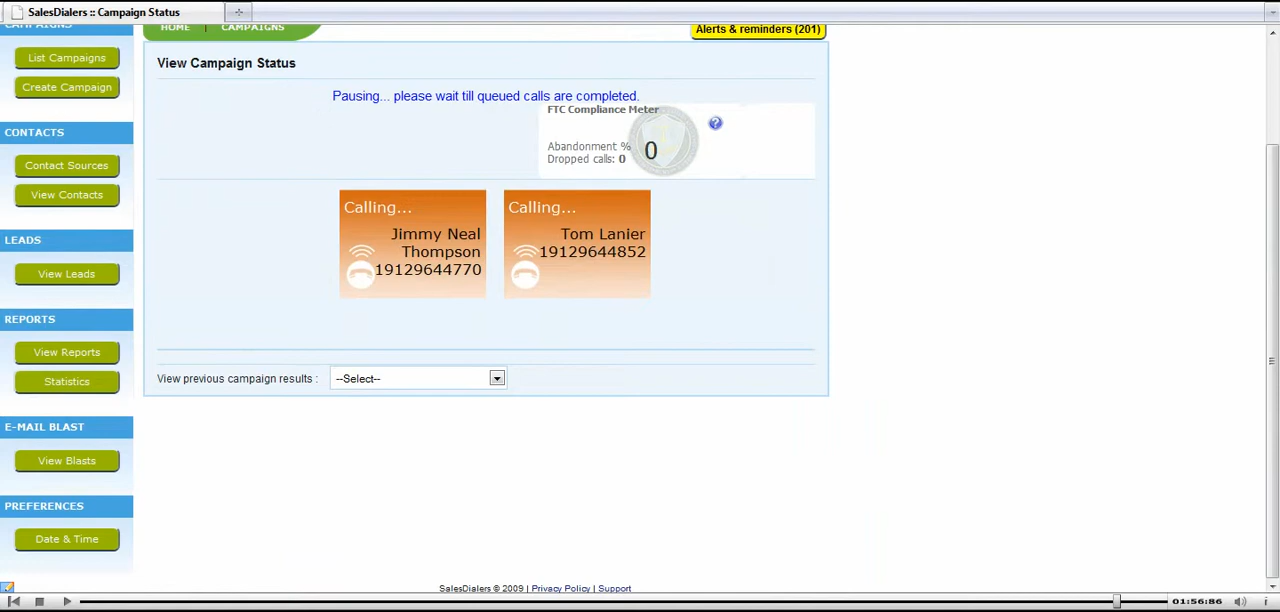 SalesDialers :: Campaign Status
CAMPAIGNS
HOME | CAMPAIGNS
Alerts & reminders (201)
List Campaigns
Create Campaign
View Campaign Status
Pausing... please wait till queued calls are completed.
FTC Compliance Meter
Abandonment %
Dropped calls: 0
0
CONTACTS
Contact Sources
View Contacts
Calling...
Jimmy Neal
Thompson
19129644770
Calling...
Tom Lanier
19129644852
LEADS
View Leads
REPORTS
View Reports
Statistics
View previous campaign results :
--Select--
E-MAIL BLAST
View Blasts
PREFERENCES
Date & Time
SalesDialers © 2009 | Privacy Policy | Support
01:56:86